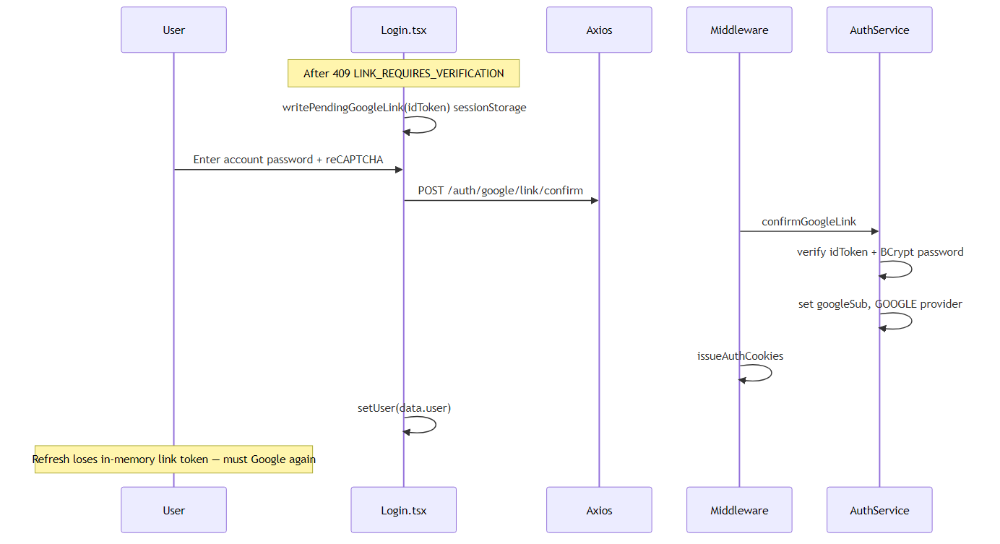 User
Login.tsx
Axios
Middleware
AuthService
After 409 LINK_REQUIRES_VERIFICATION
writePendingGoogleLink(idToken) sessionStorage
Enter account password + reCAPTCHA
POST /auth/google/link/confirm
confirmGoogleLink
verify idToken + BCrypt password
set googleSub, GOOGLE provider
issueAuthCookies
setUser(data.user)
Refresh loses in-memory link token — must Google again
User
Login.tsx
Axios
Middleware
AuthService